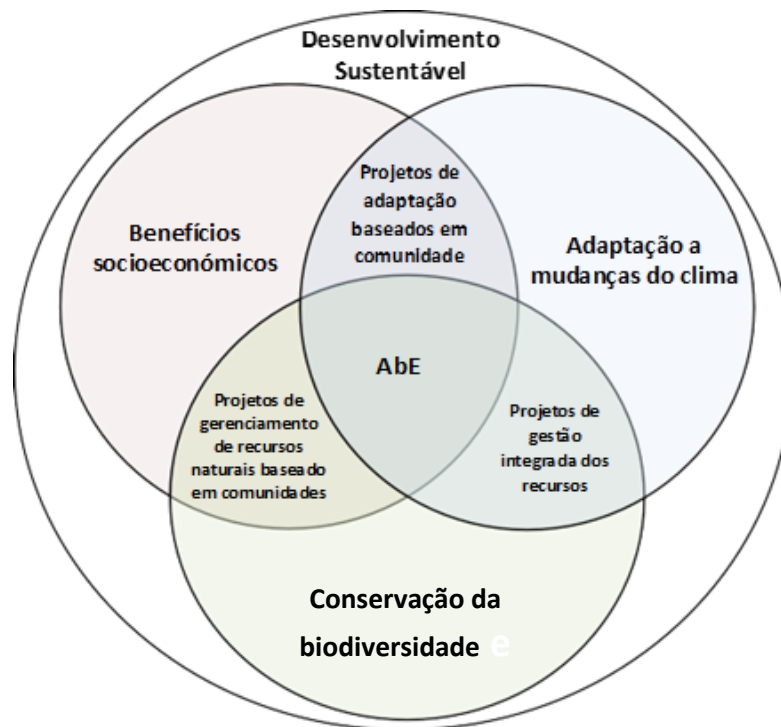 Desenvolvimento
Sustentável
Benefícios
socioeconómicos
Projetos de
adaptação
baseados em
comunidade
Adaptação a
mudanças do clima
AbE
Projetos de
gerenciamento
de recursos
naturais baseado
em comunidades
Projetos de
gestão
integrada dos
recursos
Conservação da
biodiversidade e